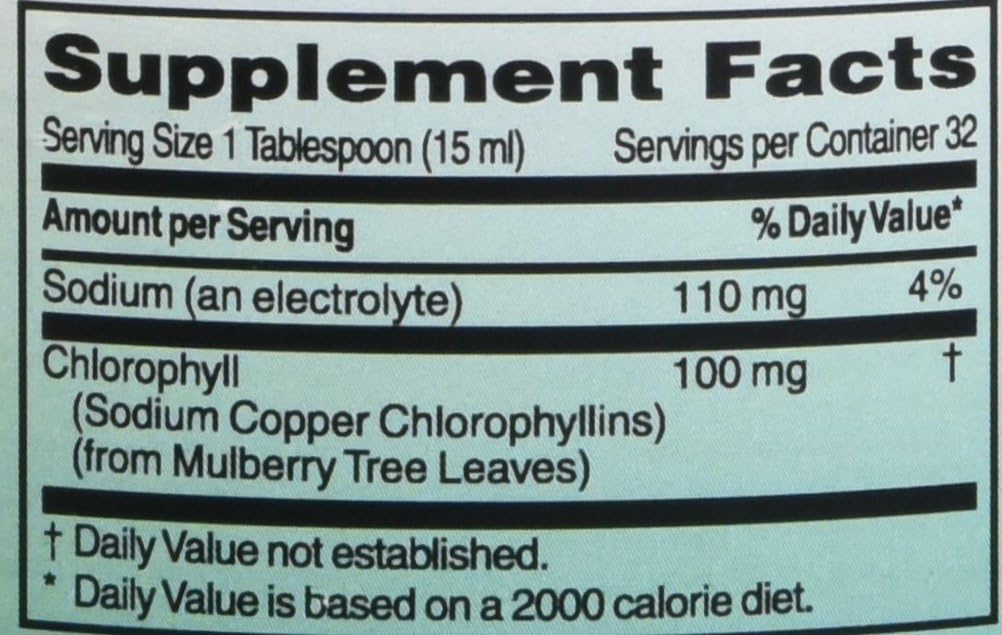 Supplement Facts
Serving Size 1 Tablespoon (15 ml) Servings per Container 32
Amount per Serving % Daily Value*
Sodium (an electrolyte) 110 mg 4%
Chlorophyll 100 mg †
(Sodium Copper Chlorophyllins)
(from Mulberry Tree Leaves)
† Daily Value not established.
* Daily Value is based on a 2000 calorie diet.